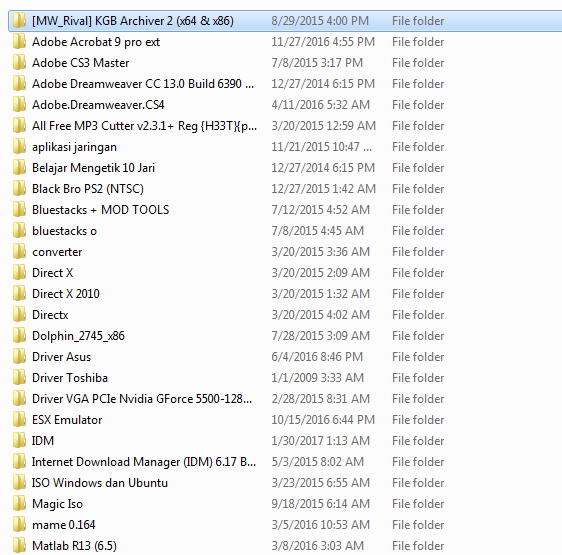 [MW_Rival] KGB Archiver 2 (x64 & x86) 8/29/2015 4:00 PM File folder
Adobe Acrobat 9 pro ext 11/27/2016 4:55 PM File folder
Adobe CS3 Master 7/8/2015 3:17 PM File folder
Adobe Dreamweaver CC 13.0 Build 6390 ... 12/27/2014 6:15 PM File folder
Adobe.Dreamweaver.CS4 4/11/2016 5:32 AM File folder
All Free MP3 Cutter v2.3.1+ Reg {H33T}{p... 3/20/2015 12:59 AM File folder
aplikasi jaringan 11/21/2015 10:47 ... File folder
Belajar Mengetik 10 Jari 12/27/2014 6:15 PM File folder
Black Bro PS2 (NTSC) 12/27/2015 1:42 AM File folder
Bluestacks + MOD TOOLS 7/12/2015 4:52 AM File folder
bluestacks o 7/8/2015 4:45 AM File folder
converter 3/20/2015 3:36 AM File folder
Direct X 3/20/2015 2:09 AM File folder
Direct X 2010 3/20/2015 1:32 AM File folder
Directx 3/20/2015 4:02 AM File folder
Dolphin_2745_x86 7/28/2015 3:09 AM File folder
Driver Asus 6/4/2016 8:46 PM File folder
Driver Toshiba 1/1/2009 3:33 AM File folder
Driver VGA PCIe Nvidia GForce 5500-128... 2/28/2015 8:31 AM File folder
ESX Emulator 10/15/2016 6:44 PM File folder
IDM 1/30/2017 1:13 AM File folder
Internet Download Manager (IDM) 6.17 B... 5/3/2015 8:02 AM File folder
ISO Windows dan Ubuntu 3/23/2015 6:55 AM File folder
Magic Iso 9/18/2015 6:14 AM File folder
mame 0.164 3/5/2016 10:53 AM File folder
Matlab R13 (6.5) 3/8/2016 3:03 AM File folder